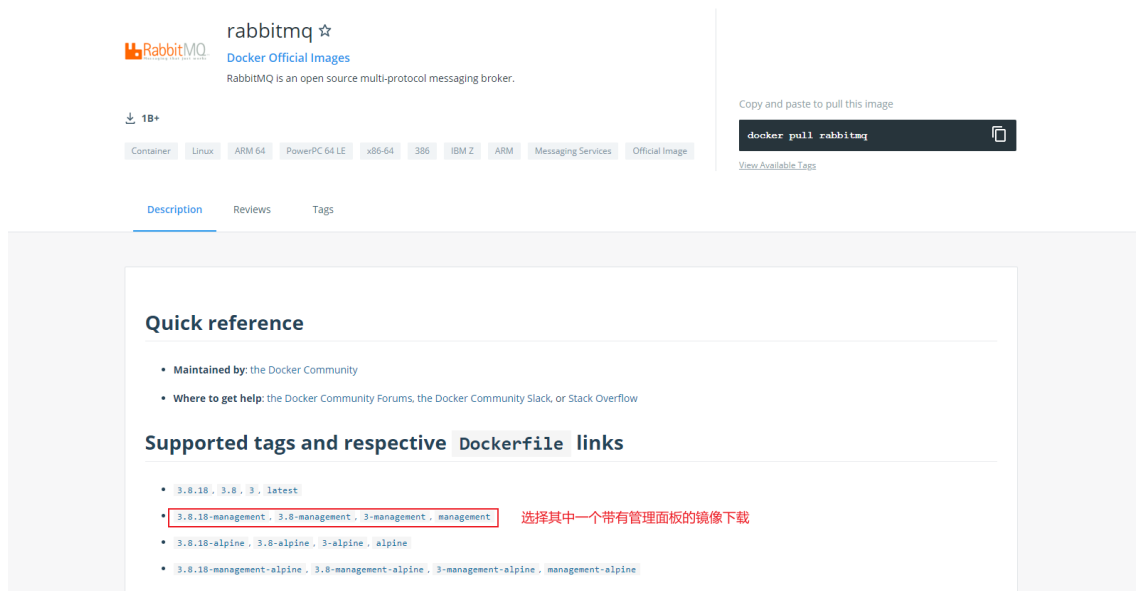 rabbitmq
RabbitMQ
Messaging that just works
Docker Official Images
RabbitMQ is an open source multi-protocol messaging broker.
1B+
Copy and paste to pull this image
docker pull rabbitmq
View Available Tags
Container Linux ARM 64 PowerPC 64 LE x86-64 386 IBM Z ARM Messaging Services Official Image
Description Reviews Tags
Quick reference
• Maintained by: the Docker Community
• Where to get help: the Docker Community Forums, the Docker Community Slack, or Stack Overflow
Supported tags and respective Dockerfile links
• 3.8.18, 3.8, 3, latest
• 3.8.18-management, 3.8-management, 3-management, management 选择其中一个带有管理面板的镜像下载
• 3.8.18-alpine, 3.8-alpine, 3-alpine, alpine
• 3.8.18-management-alpine, 3.8-management-alpine, 3-management-alpine, management-alpine